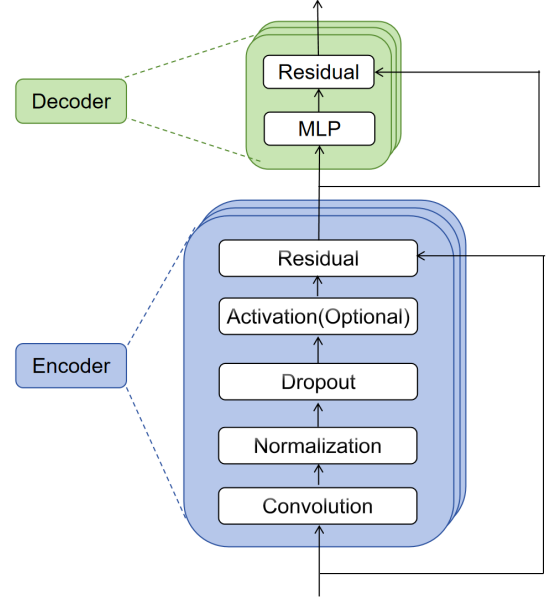 Residual
Decoder
MLP
Residual
Activation(Optional)
Encoder
Dropout
Normalization
Convolution